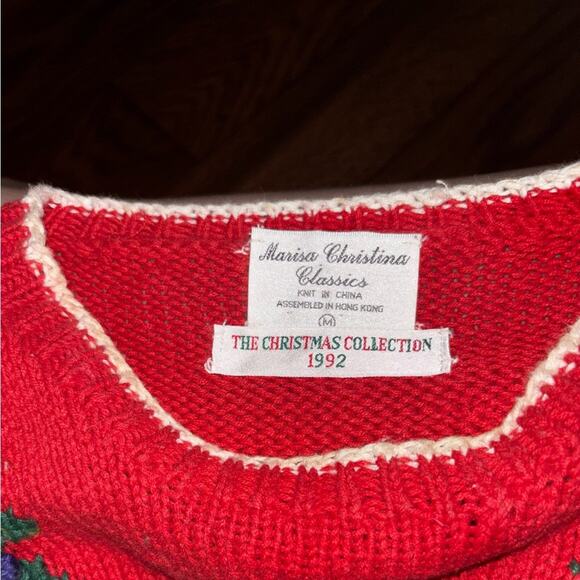 Marisa Christina
Classics
KNIT IN CHINA
ASSEMBLED IN HONG KONG
M
THE CHRISTMAS COLLECTION
1992